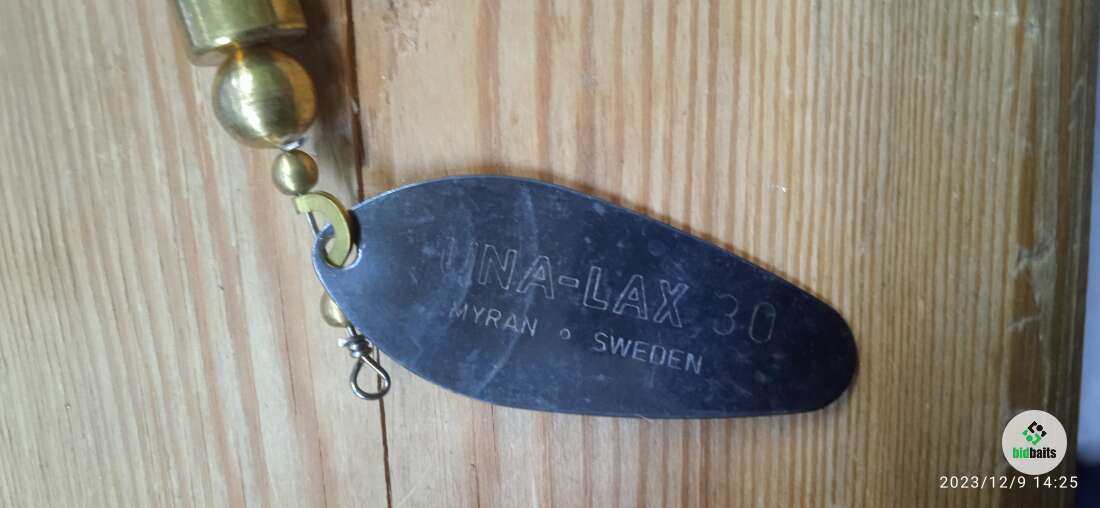 UNA-LAX 30
MYRAN o SWEDEN
bidbaits
2023/12/9 14:25